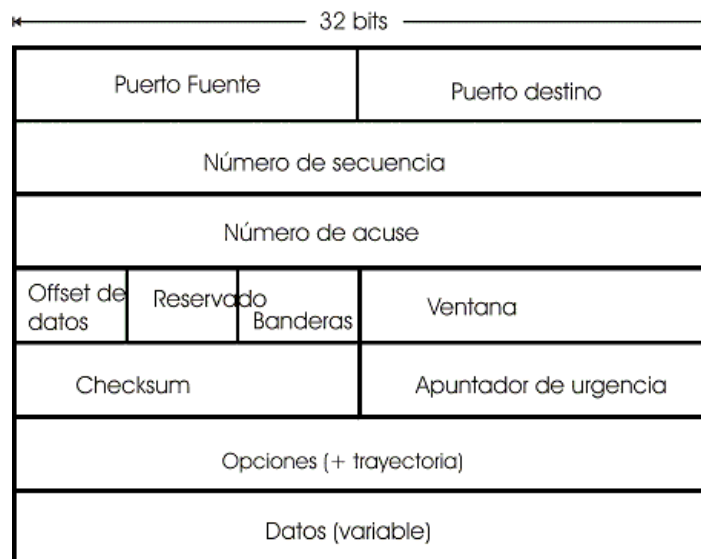 32 bits
Puerto Fuente
Puerto destino
Número de secuencia
Número de acuse
Offset de
datos
Reservado
Banderas
Ventana
Checksum
Apuntador de urgencia
Opciones (+ trayectoria)
Datos (variable)